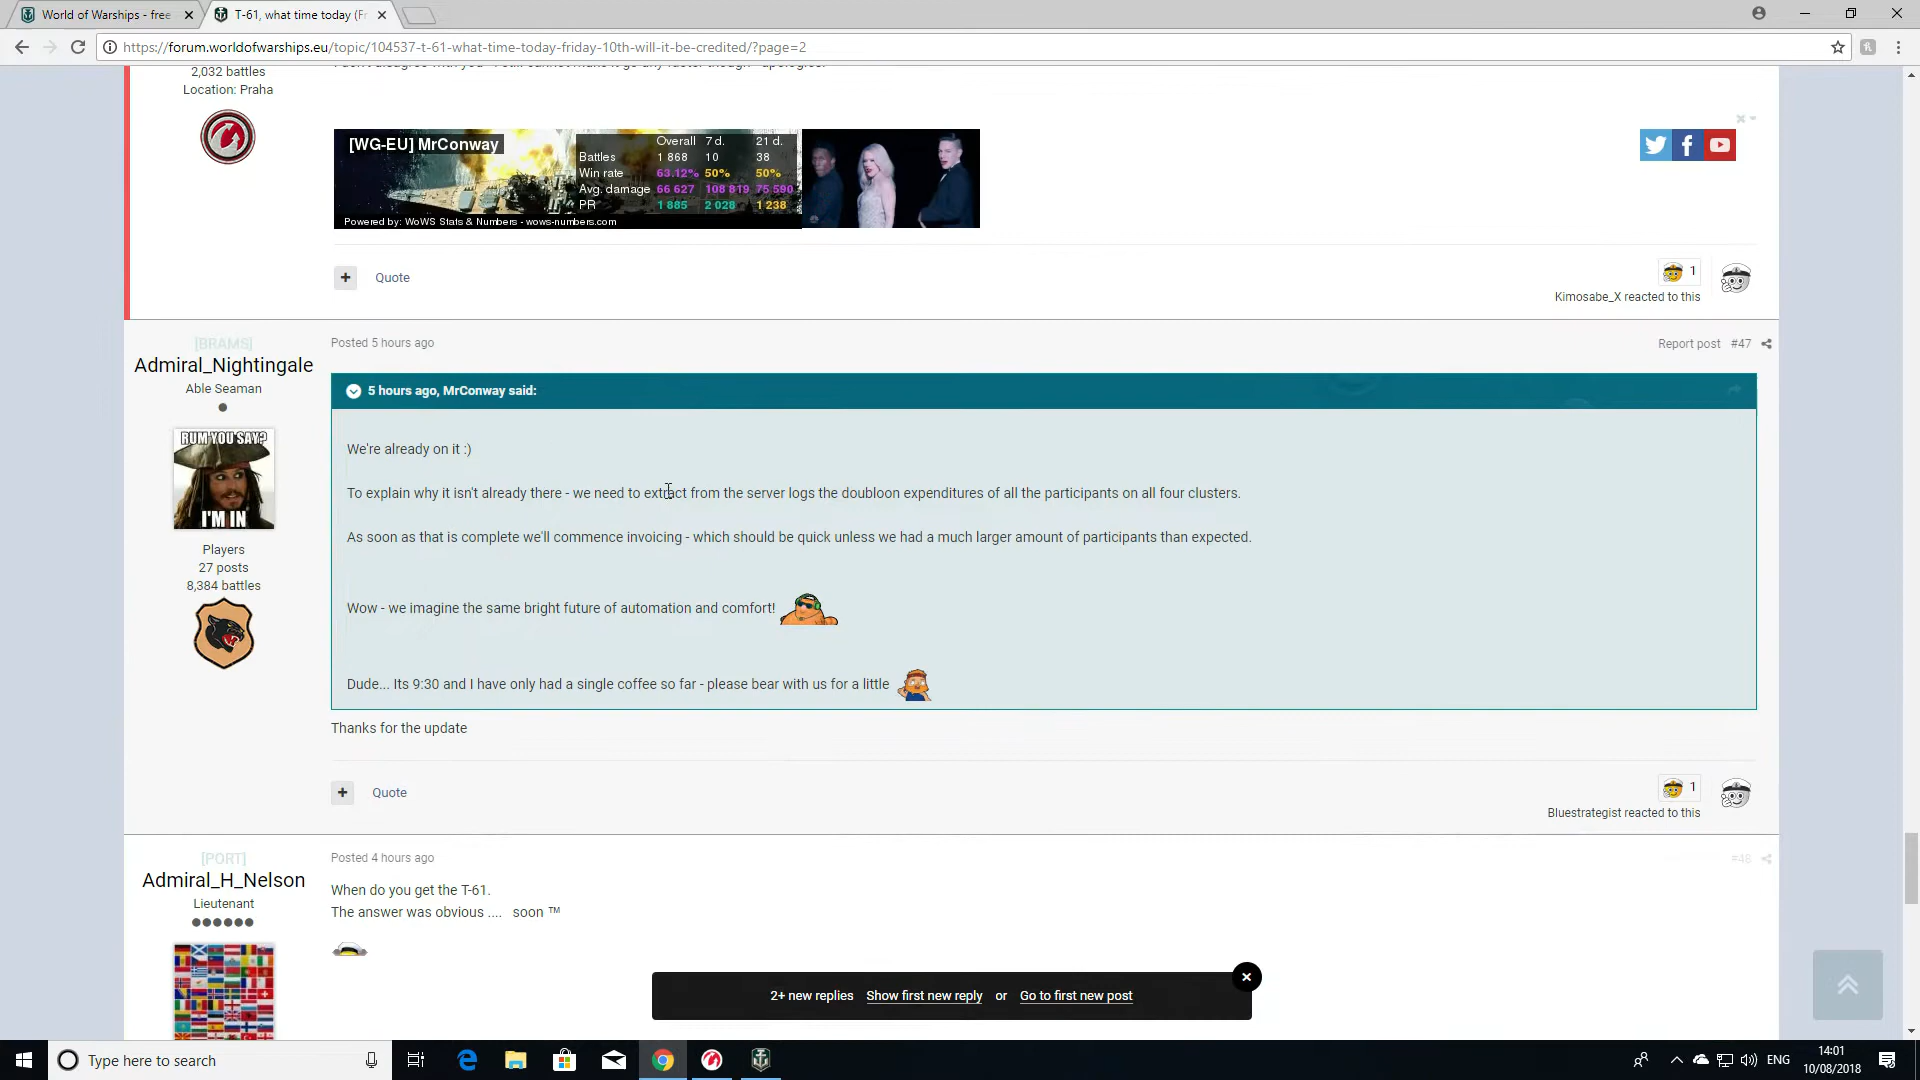 World of Warships - free
T-61, what time today (Fr
https://forum.worldofwarships.eu/topic/104537-t-61-what-time-today-friday-10th-will-it-be-credited/?page=2
2,032 battles
Location: Praha
[WG-EU] MrConway
Overall 7 d. 21 d.
Battles 1 868 10 38
Win rate 63.12% 50% 50%
Avg. damage 66 627 108 819 75 590
PR 1 885 2 028 1 238
Powered by: WoWS Stats & Numbers - wows-numbers.com
+ Quote
1
Kimosabe_X reacted to this
[BRAMS]
Admiral_Nightingale
Able Seaman
RUM YOU SAY?
I'M IN
Players
27 posts
8,384 battles
Posted 5 hours ago
Report post #47
5 hours ago, MrConway said:
We're already on it :)
To explain why it isn't already there - we need to extract from the server logs the doubloon expenditures of all the participants on all four clusters.
As soon as that is complete we'll commence invoicing - which should be quick unless we had a much larger amount of participants than expected.
Wow - we imagine the same bright future of automation and comfort!
Dude... Its 9:30 and I have only had a single coffee so far - please bear with us for a little
Thanks for the update
+ Quote
1
Bluestrategist reacted to this
[PORT]
Admiral_H_Nelson
Lieutenant
Posted 4 hours ago
#48
When do you get the T-61.
The answer was obvious .... soon ™
2+ new replies Show first new reply or Go to first new post
Type here to search
ENG
14:01
10/08/2018